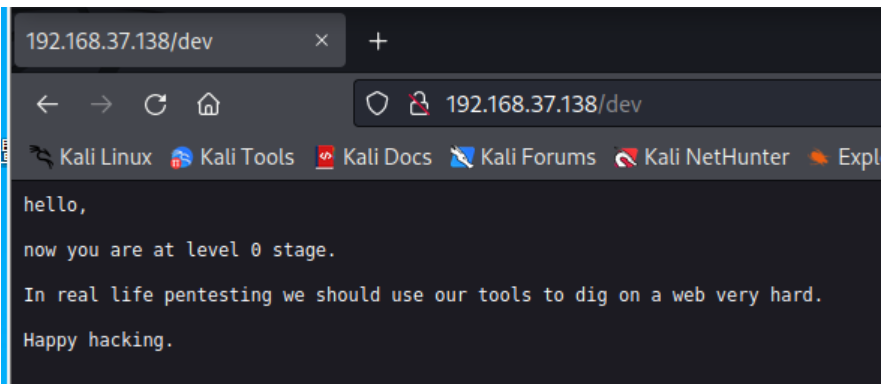 192.168.37.138/dev
192.168.37.138/dev
Kali Linux Kali Tools Kali Docs Kali Forums Kali NetHunter Expl
hello,
now you are at level 0 stage.
In real life pentesting we should use our tools to dig on a web very hard.
Happy hacking.